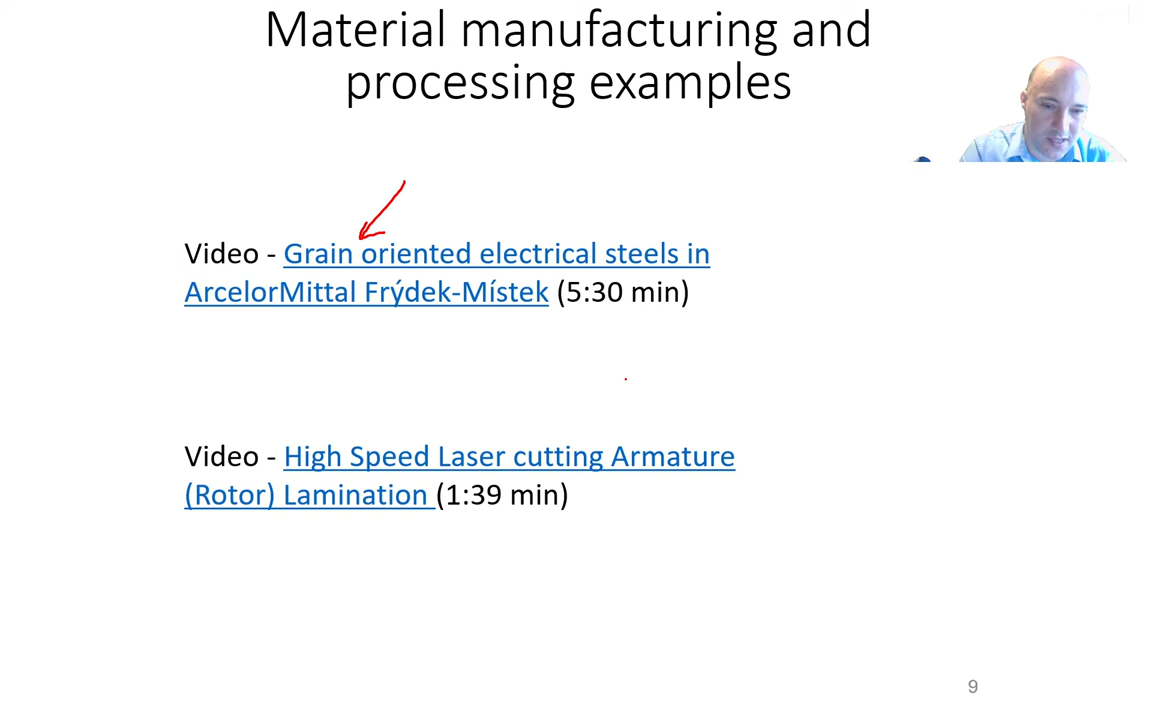 Material manufacturing and
processing examples
Video - Grain oriented electrical steels in
ArcelorMittal Frýdek-Místek (5:30 min)
Video - High Speed Laser cutting Armature
(Rotor) Lamination (1:39 min)
9